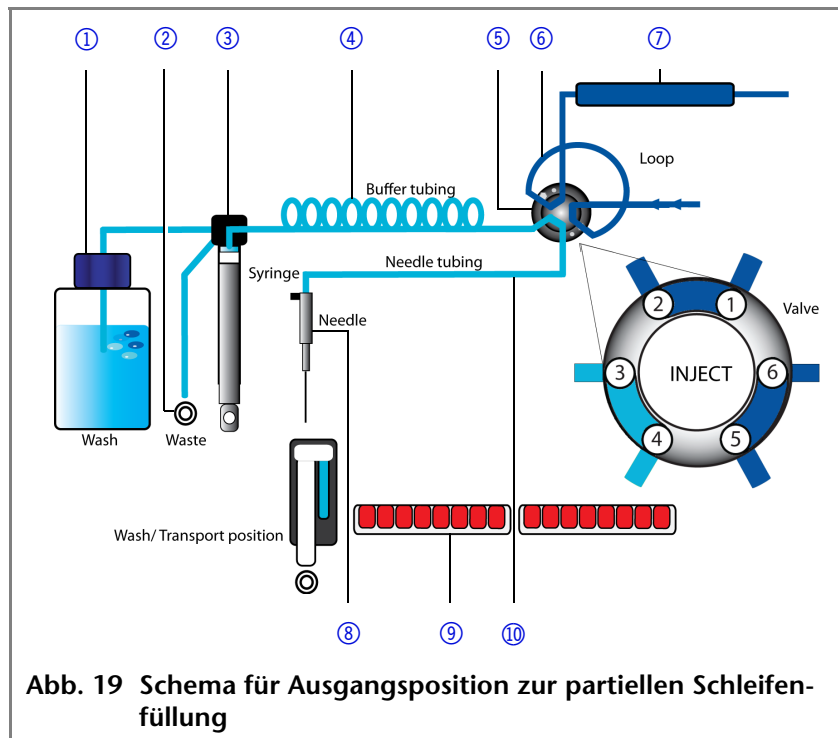 ① ② ③ ④ ⑤ ⑥ ⑦
Loop
Buffer tubing
Needle tubing
Syringe
Needle
Valve
2 1
3 INJECT 6
4 5
Wash Waste
Wash/ Transport position
⑧ ⑨ ⑩
Abb. 19 Schema für Ausgangsposition zur partiellen Schleifen-
füllung